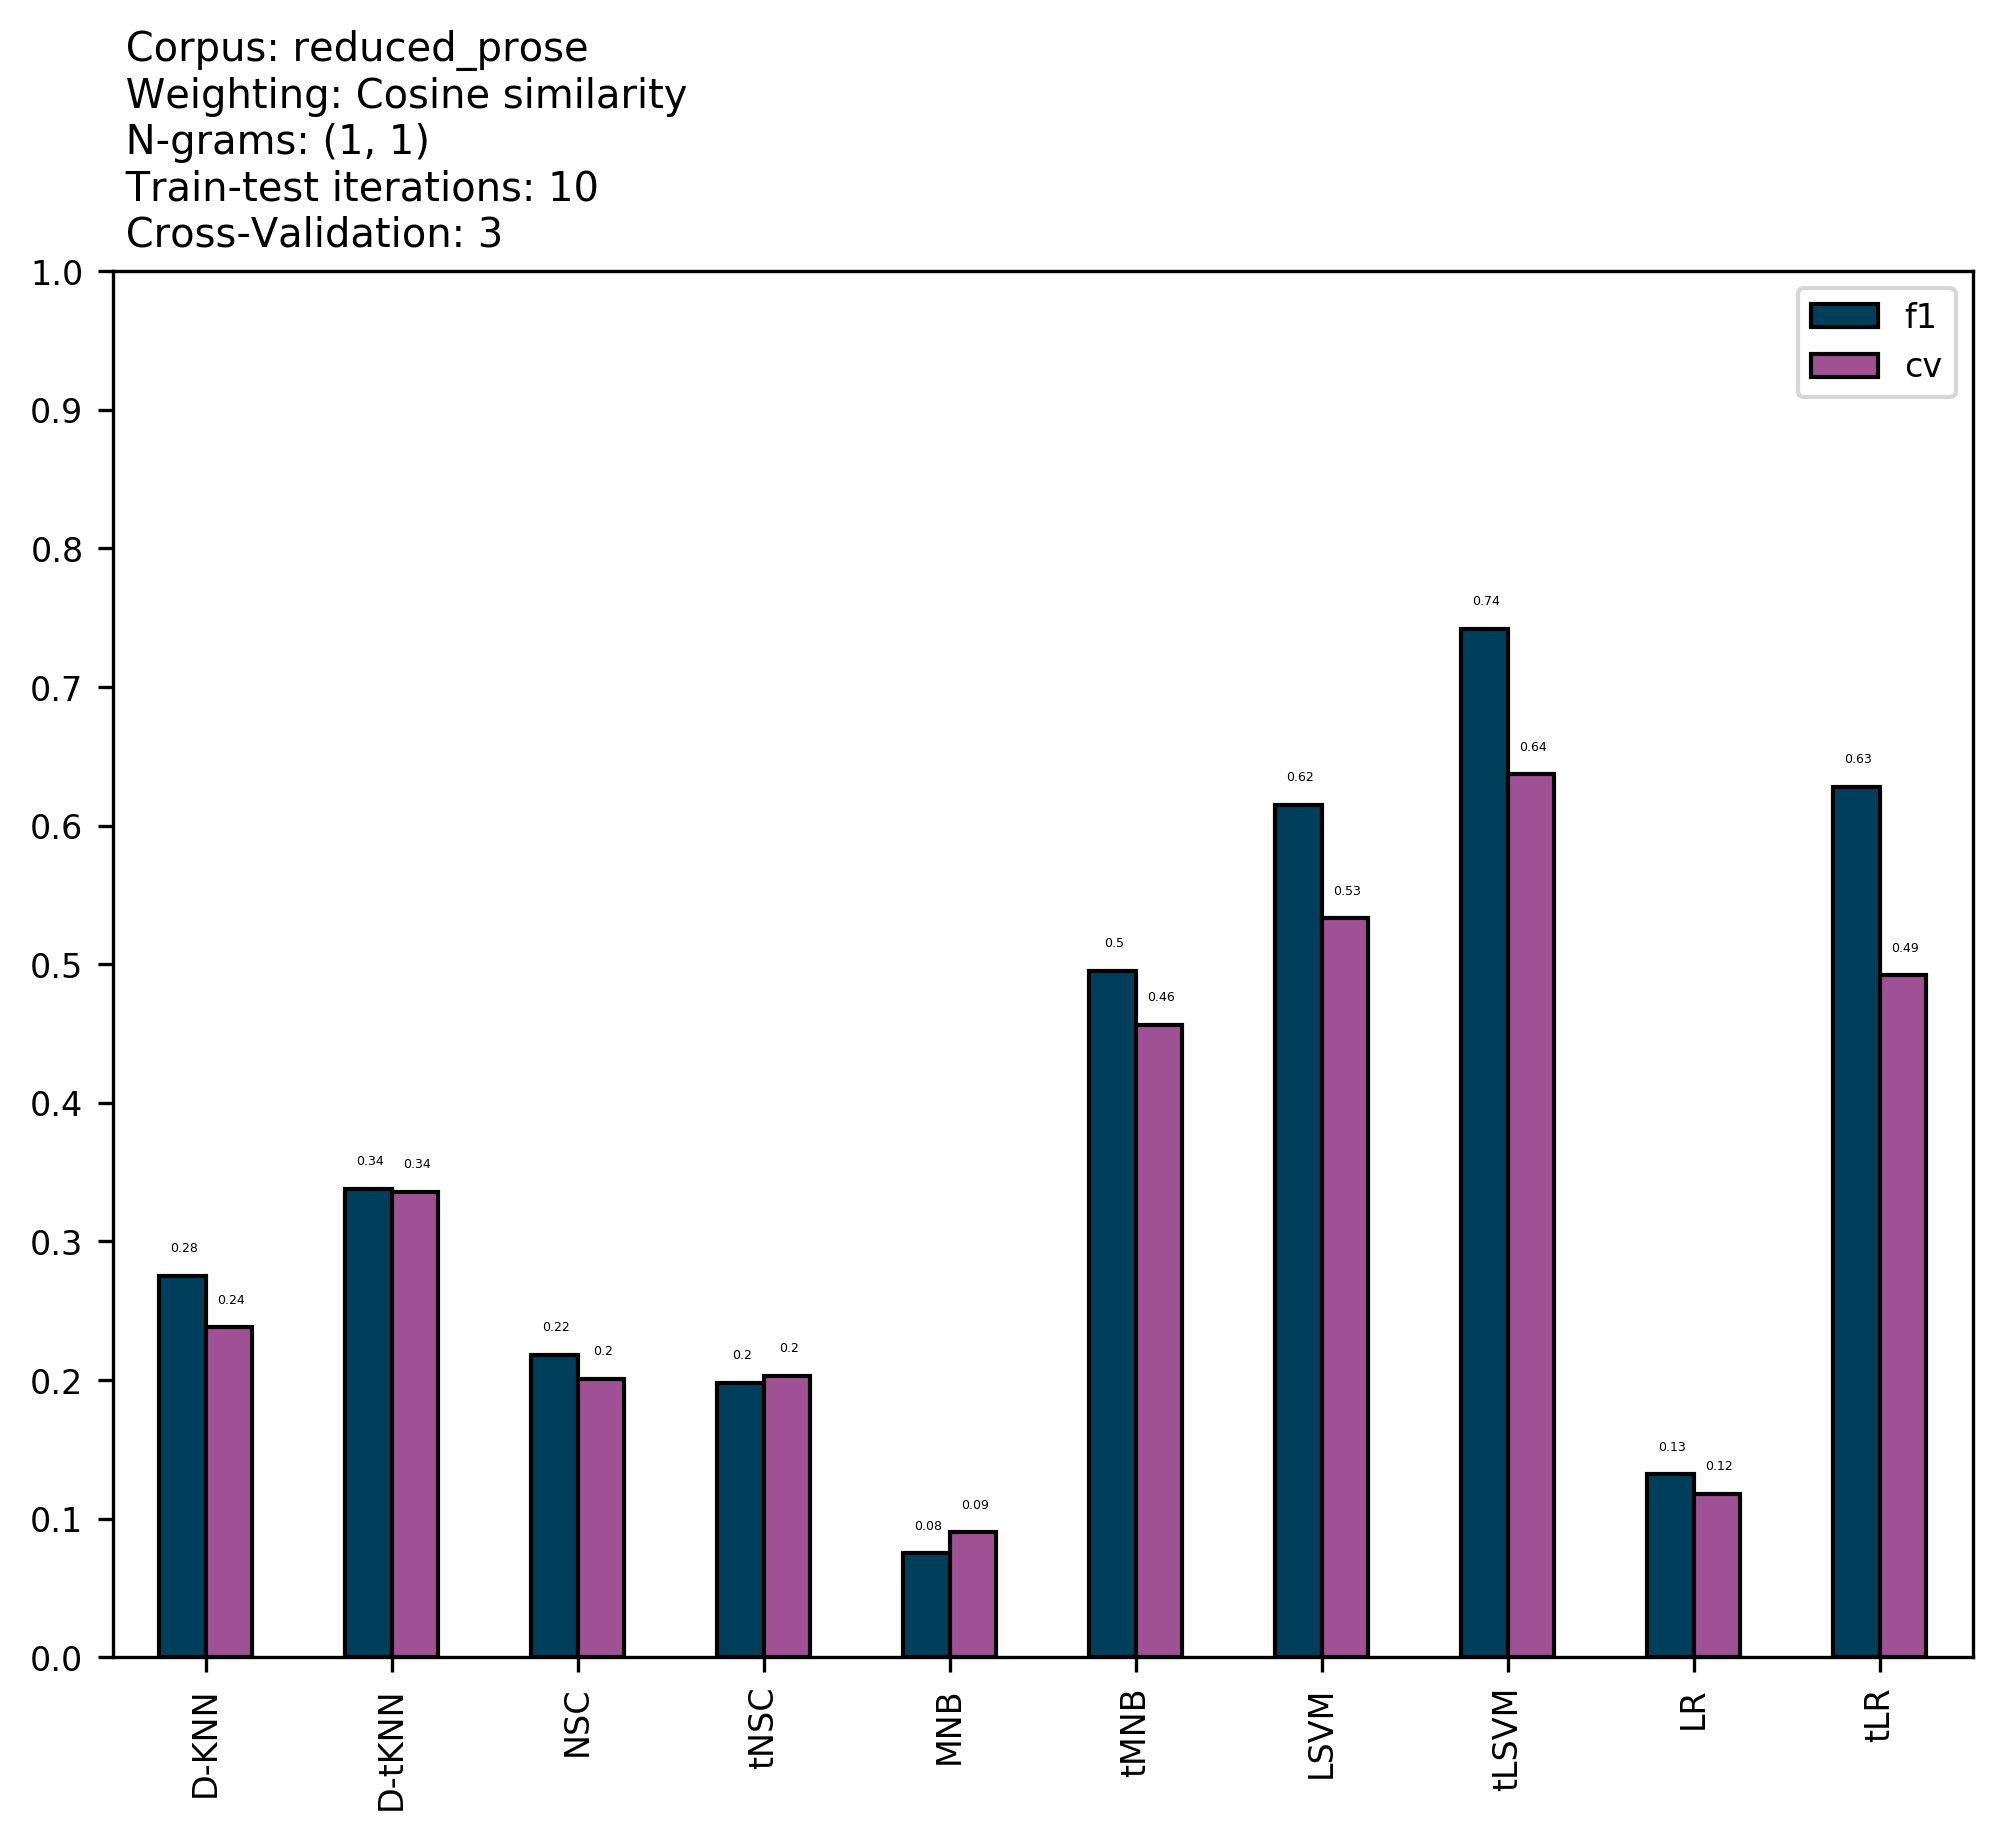 Corpus: reduced_prose
Weighting: Cosine similarity
N-grams: (1, 1)
Train-test iterations: 10
Cross-Validation: 3
1.0
0.9
0.8
0.7
0.6
0.5
0.4
0.3
0.2
0.1
0.0
f1
cv
0.28
0.24
0.34
0.34
0.22
0.2
0.2
0.2
0.08
0.09
0.5
0.46
0.62
0.53
0.74
0.64
0.13
0.12
0.63
0.49
D-KNN
D-tKNN
NSC
tNSC
MNB
tMNB
LSVM
tLSVM
LR
tLR